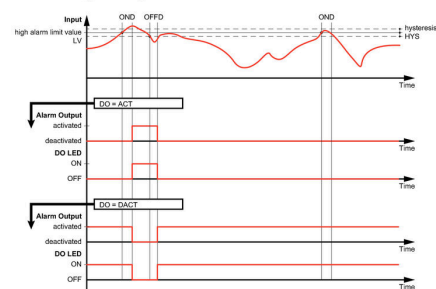 Input
OND
OFFD
OND
high alarm limit value
LV
hysteresis
HYS
Time
DO = ACT
Alarm Output
activated
deactivated
Time
DO LED
ON
OFF
Time
DO = DACT
Alarm Output
activated
deactivated
Time
DO LED
ON
OFF
Time